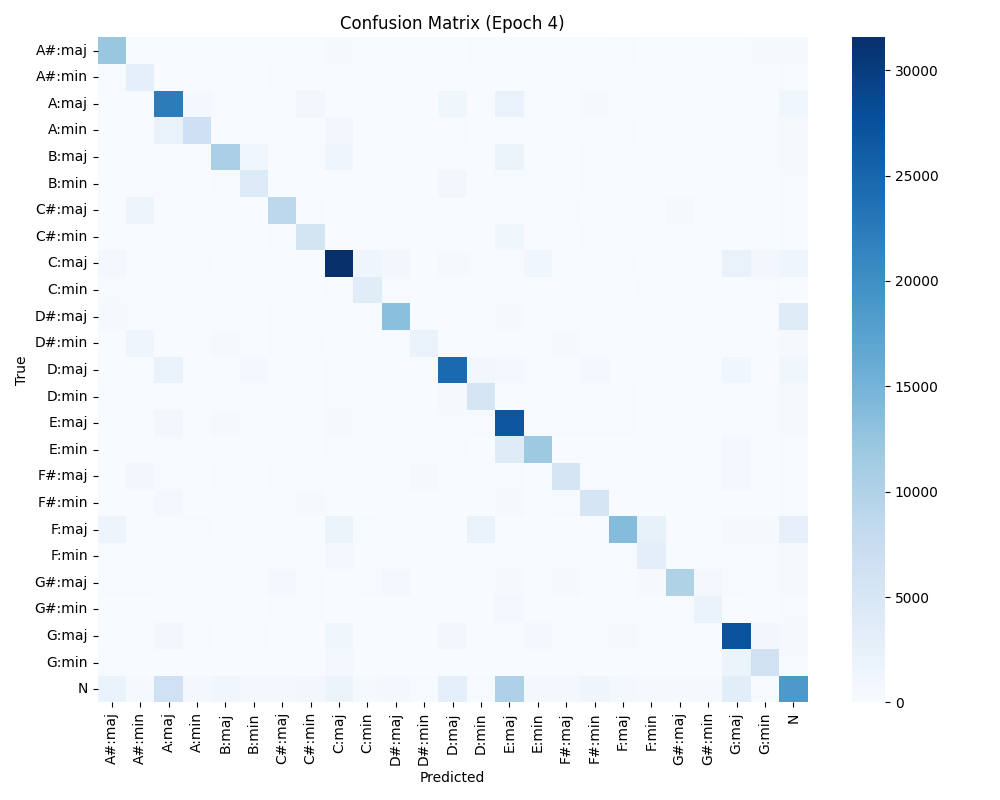 Confusion Matrix (Epoch 4)
True
A#:maj
A#:min
A:maj
A:min
B:maj
B:min
C#:maj
C#:min
C:maj
C:min
D#:maj
D#:min
D:maj
D:min
E:maj
E:min
F#:maj
F#:min
F:maj
F:min
G#:maj
G#:min
G:maj
G:min
N
A#:maj
A#:min
A:maj
A:min
B:maj
B:min
C#:maj
C#:min
C:maj
C:min
D#:maj
D#:min
D:maj
D:min
E:maj
E:min
F#:maj
F#:min
F:maj
F:min
G#:maj
G#:min
G:maj
G:min
N
Predicted
30000
25000
20000
15000
10000
5000
0